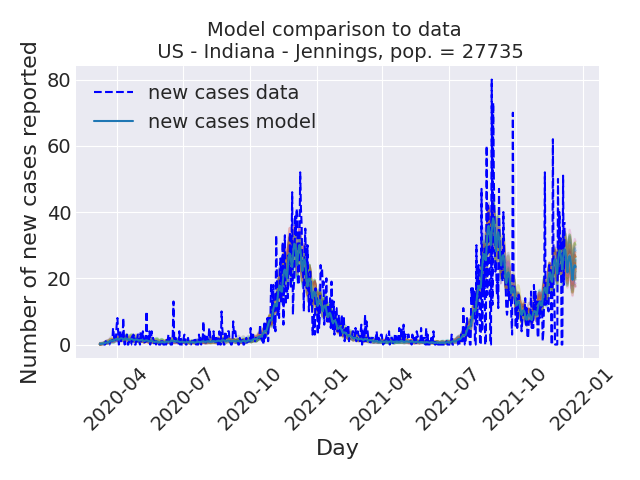 Model comparison to data
US - Indiana - Jennings, pop. = 27735
Number of new cases reported
80
60
40
20
0
new cases data
new cases model
2020-04
2020-07
2020-10
2021-01
2021-04
2021-07
2021-10
2022-01
Day